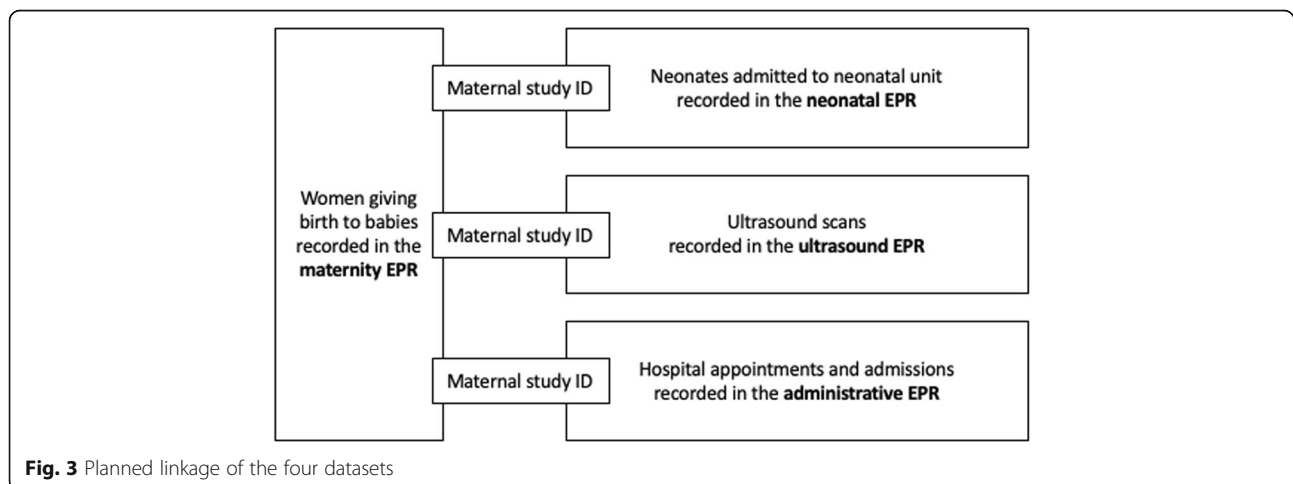 Women giving
birth to babies
recorded in the
maternity EPR
Maternal study ID
Neonates admitted to neonatal unit
recorded in the neonatal EPR
Maternal study ID
Ultrasound scans
recorded in the ultrasound EPR
Maternal study ID
Hospital appointments and admissions
recorded in the administrative EPR
Fig. 3 Planned linkage of the four datasets